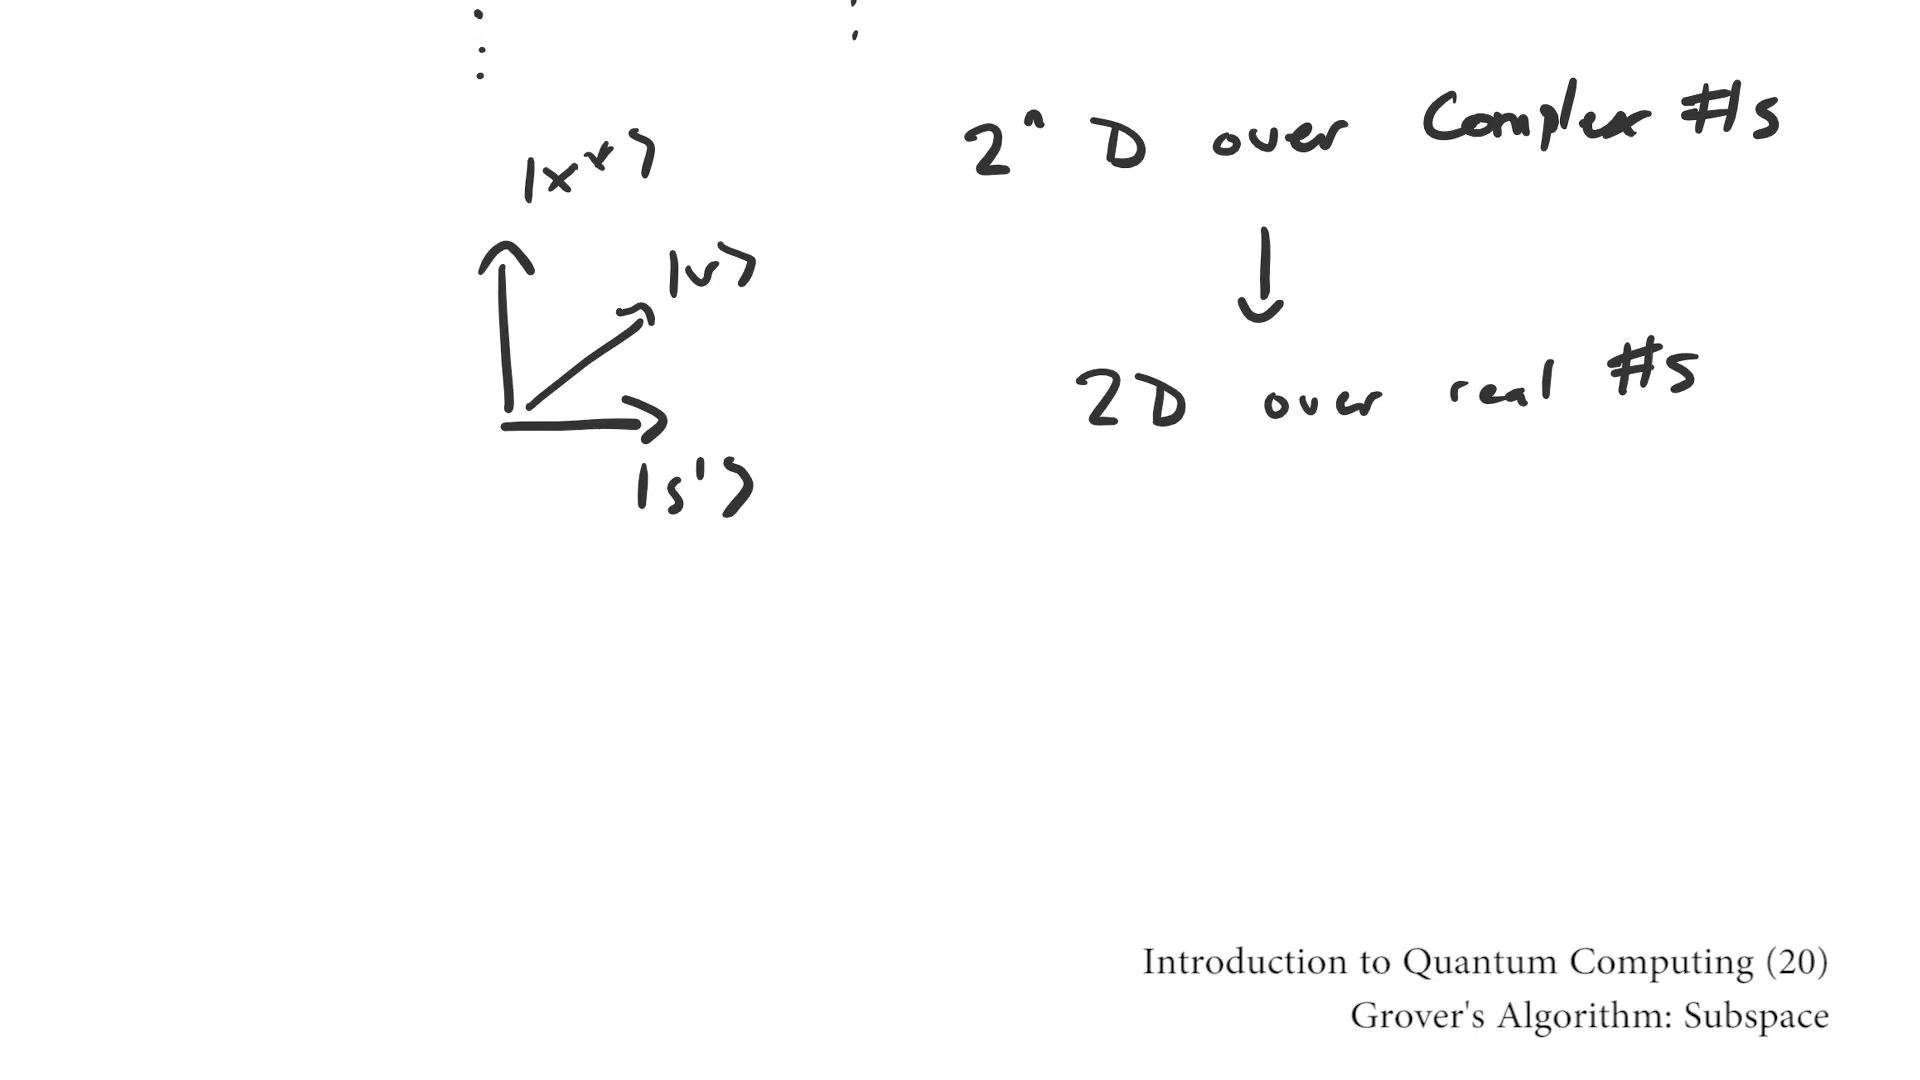 |x*>
2ⁿ D over Complex #s
|v>
2D over real #s
|s'>
Introduction to Quantum Computing (20)
Grover's Algorithm: Subspace